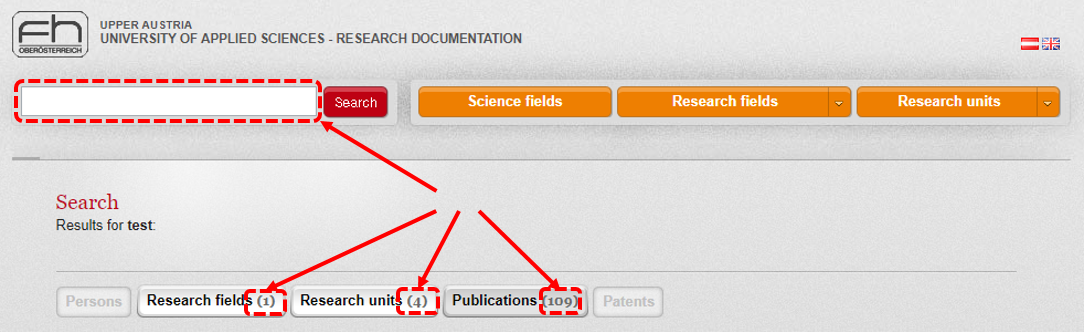 fh
OBERÖSTERREICH
UPPER AUSTRIA
UNIVERSITY OF APPLIED SCIENCES - RESEARCH DOCUMENTATION
Search
Science fields
Research fields
Research units
Search
Results for test:
Persons
Research fields (1)
Research units (4)
Publications (109)
Patents